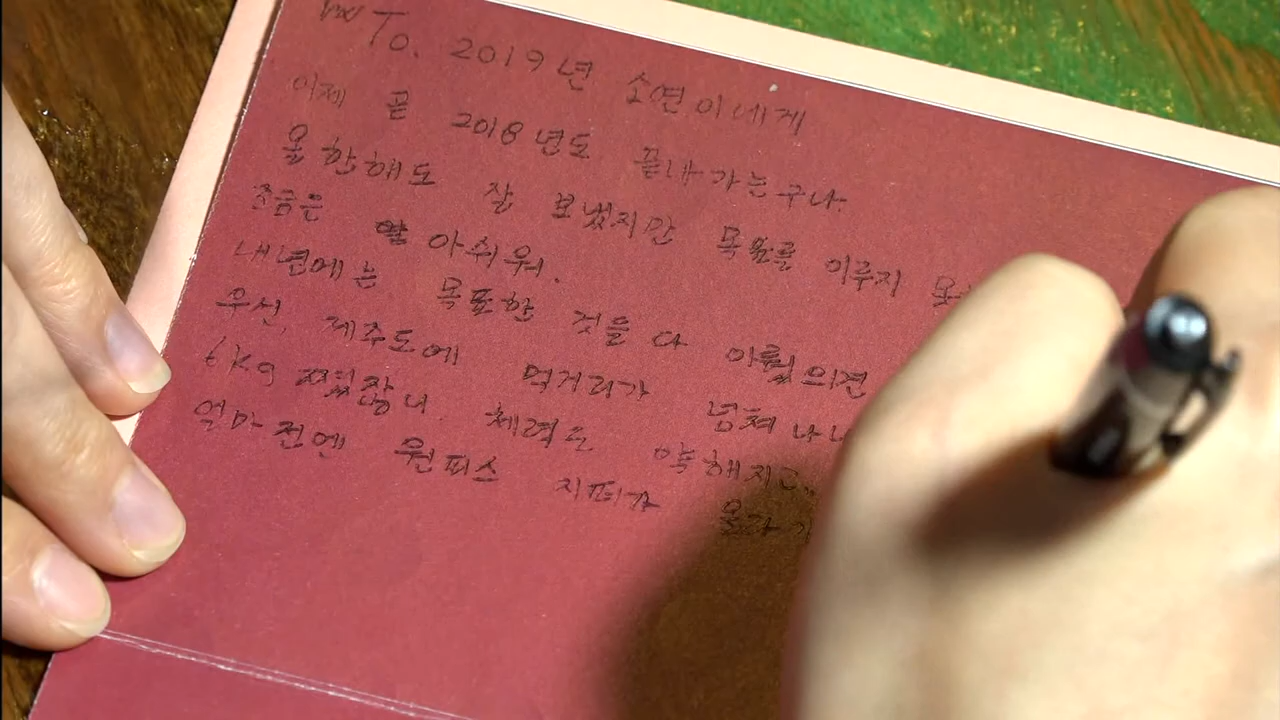 To. 2019년 소연이에게
이제 곧 2018년도 끝나가는구나.
올 한해도 잘 보냈지만 목표를 이루지 못
조금은 아쉬워.
내년에는 목표한 것을 다 이뤘으면
우선, 제주도에 먹거리가 넘쳐나니
6kg 쪘잖니 체력도 약해지고..
얼마전엔 원피스 지퍼가 올라